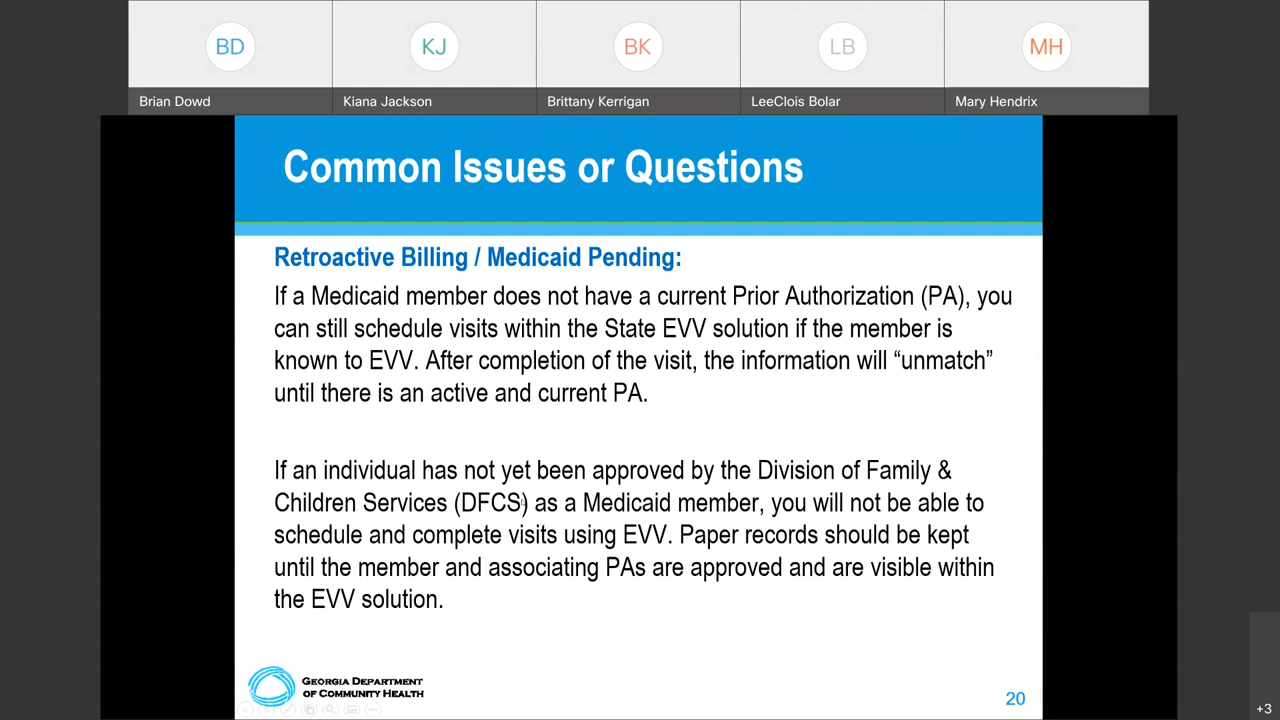 BD
KJ
BK
LB
MH
Brian Dowd
Kiana Jackson
Brittany Kerrigan
LeeClois Bolar
Mary Hendrix
Common Issues or Questions
Retroactive Billing / Medicaid Pending:
If a Medicaid member does not have a current Prior Authorization (PA), you
can still schedule visits within the State EVV solution if the member is
known to EVV. After completion of the visit, the information will “unmatch”
until there is an active and current PA.
If an individual has not yet been approved by the Division of Family &
Children Services (DFCS) as a Medicaid member, you will not be able to
schedule and complete visits using EVV. Paper records should be kept
until the member and associating PAs are approved and are visible within
the EVV solution.
GEORGIA DEPARTMENT
OF COMMUNITY HEALTH
20
+3